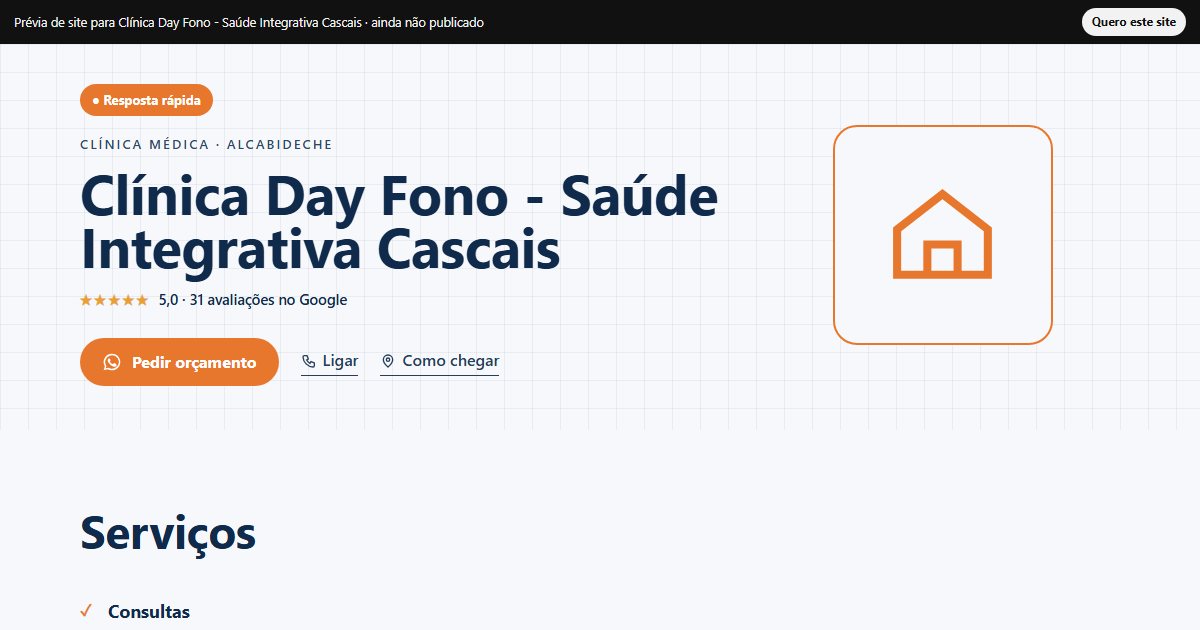 Prévia de site para Clínica Day Fono - Saúde Integrativa Cascais · ainda não publicado
Quero este site
• Resposta rápida
CLÍNICA MÉDICA · ALCABIDECHE
Clínica Day Fono - Saúde
Integrativa Cascais
★★★★★ 5,0 · 31 avaliações no Google
Pedir orçamento
Ligar
Como chegar
Serviços
✓ Consultas